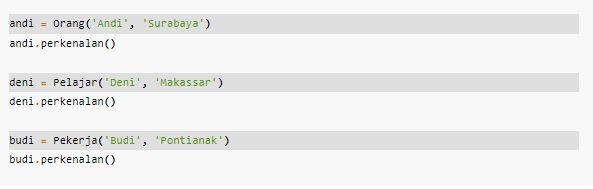 andi = Orang('Andi', 'Surabaya')
andi.perkenalan()
deni = Pelajar('Deni', 'Makassar')
deni.perkenalan()
budi = Pekerja('Budi', 'Pontianak')
budi.perkenalan()